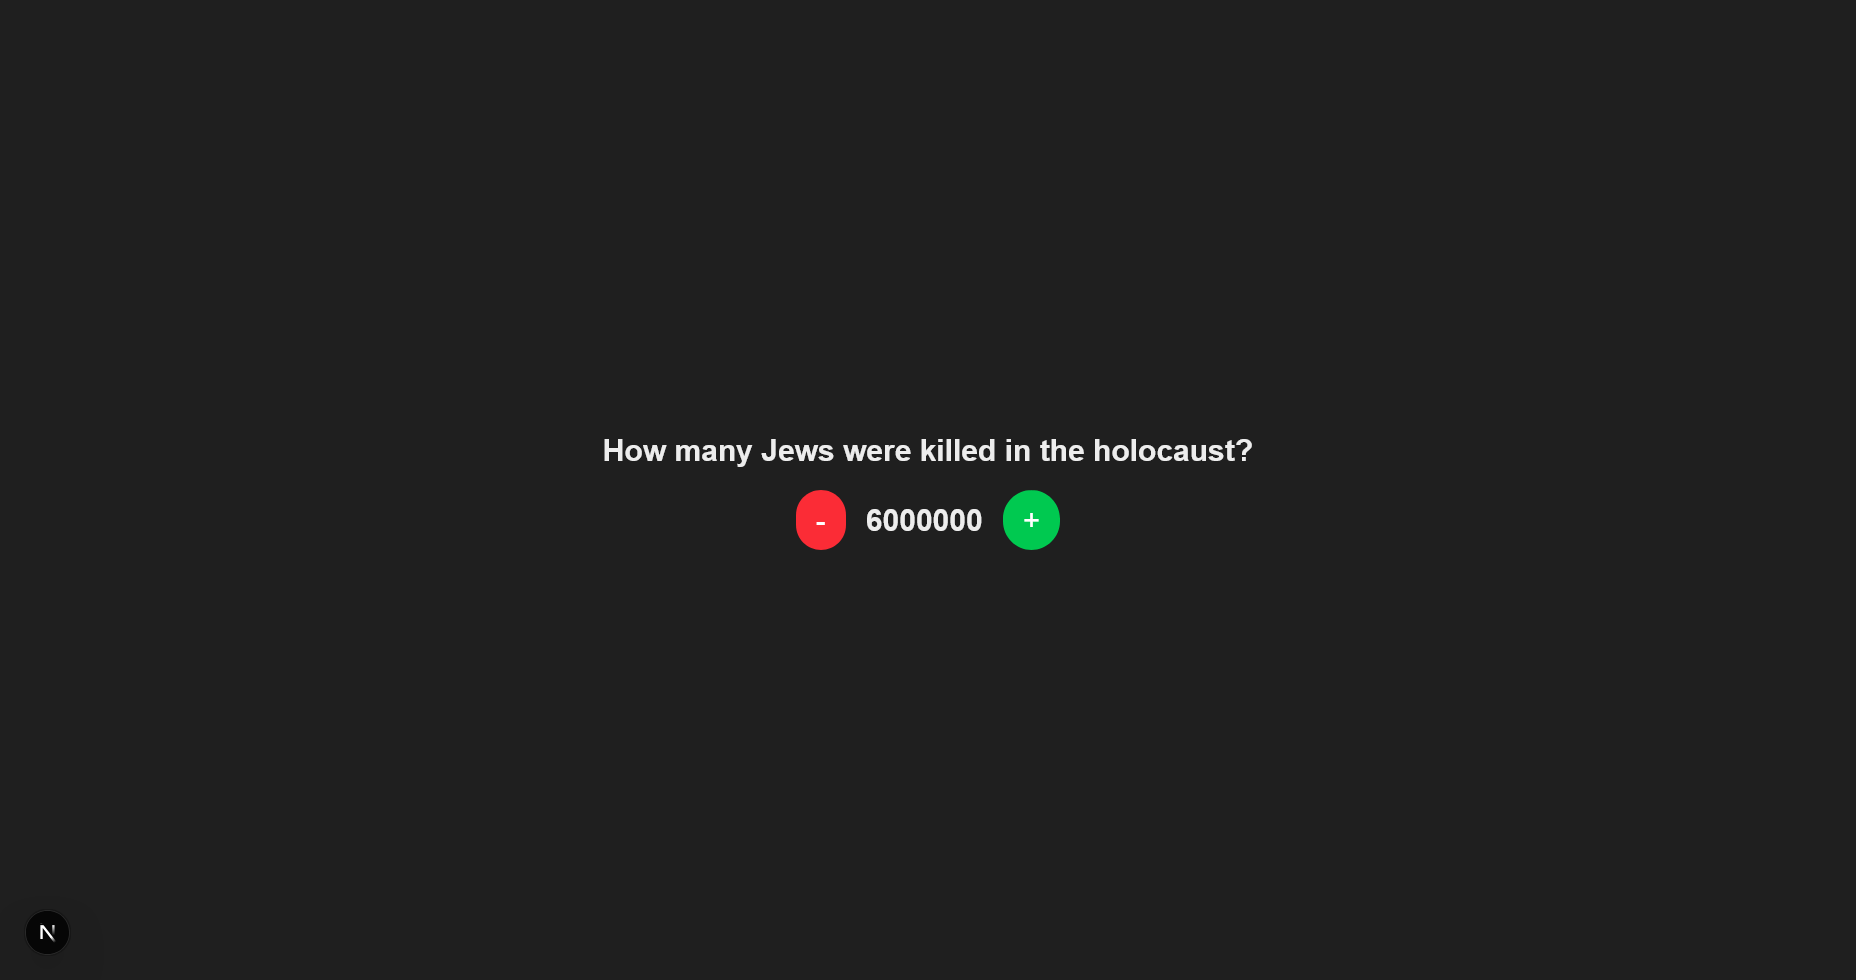 How many Jews were killed in the holocaust?
- 6000000 +
N